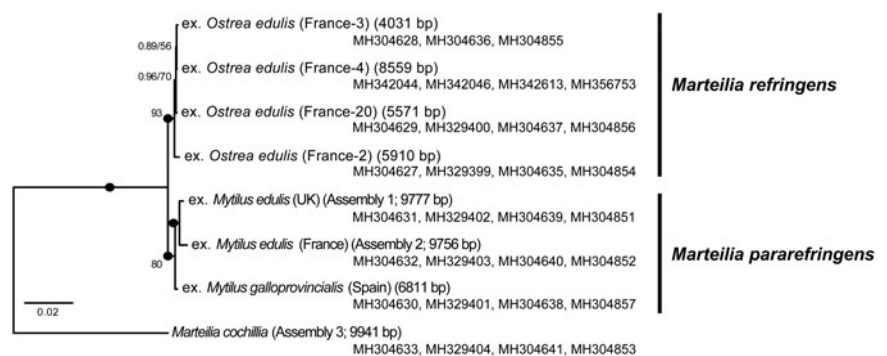 ex. Ostrea edulis (France-3) (4031 bp)
MH304628, MH304636, MH304855
0.89/56
ex. Ostrea edulis (France-4) (8559 bp)
0.96/70
MH342044, MH342046, MH342613, MH356753
Marteilia refringens
ex. Ostrea edulis (France-20) (5571 bp)
93
MH304629, MH329400, MH304637, MH304856
ex. Ostrea edulis (France-2) (5910 bp)
MH304627, MH329399, MH304635, MH304854
ex. Mytilus edulis (UK) (Assembly 1; 9777 bp)
MH304631, MH329402, MH304639, MH304851
ex. Mytilus edulis (France) (Assembly 2; 9756 bp)
Marteilia pararefringens
80
MH304632, MH329403, MH304640, MH304852
ex. Mytilus galloprovincialis (Spain) (6811 bp)
MH304630, MH329401, MH304638, MH304857
0.02
Marteilia cochillia (Assembly 3; 9941 bp)
MH304633, MH329404, MH304641, MH304853